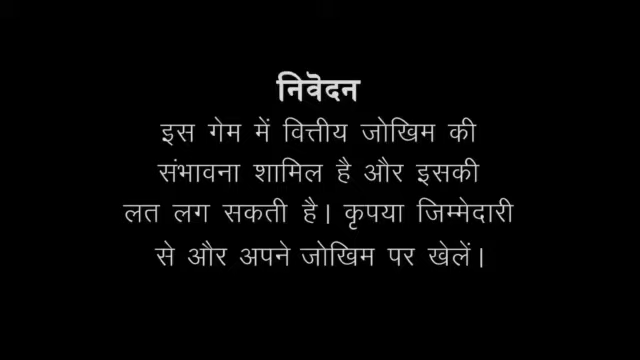 निवेदन
इस गेम में वित्तीय जोखिम की
संभावना शामिल है और इसकी
लत लग सकती है। कृपया जिम्मेदारी
से और अपने जोखिम पर खेलें।